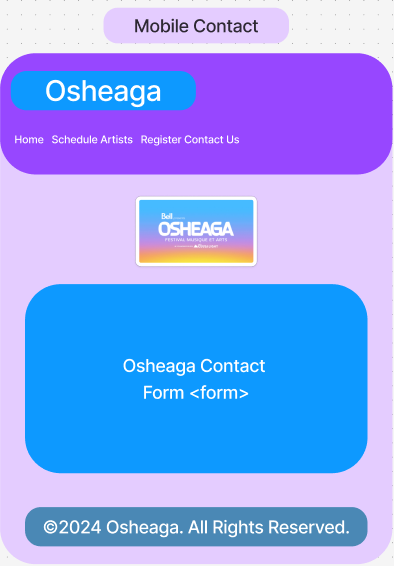 Mobile Contact
Osheaga
Home Schedule Artists Register Contact Us
Bell
OSHEAGA
FESTIVAL MUSIQUE ET ARTS
Osheaga Contact
Form <form>
©2024 Osheaga. All Rights Reserved.